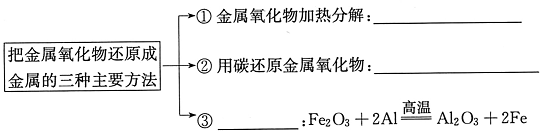 把金属氧化物还原成
金属的三种主要方法
① 金属氧化物加热分解：
② 用碳还原金属氧化物：
③ ：Fe₂O₃＋2Al 高温 Al₂O₃＋2Fe